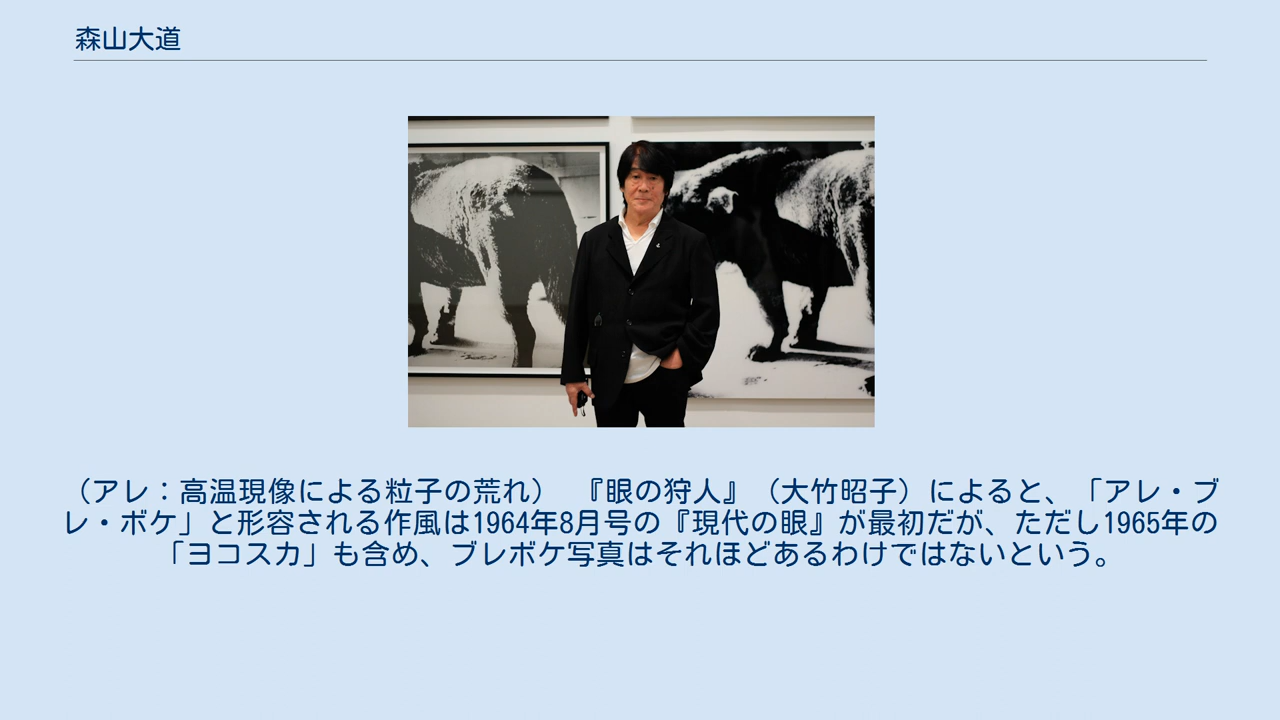 森山大道
（アレ：高温現像による粒子の荒れ）　『眼の狩人』（大竹昭子）によると、「アレ・ブ
レ・ボケ」と形容される作風は1964年8月号の『現代の眼』が最初だが、ただし1965年の
「ヨコスカ」も含め、ブレボケ写真はそれほどあるわけではないという。